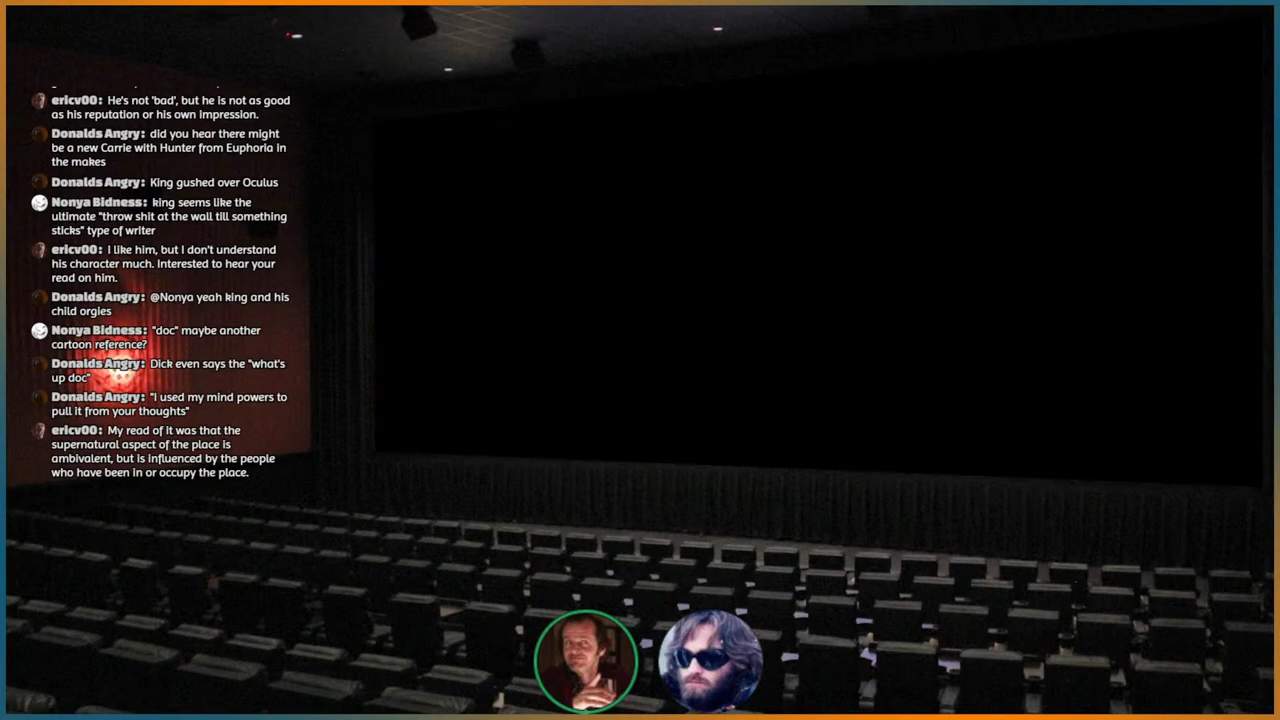 ericv00: He's not 'bad', but he is not as good
as his reputation or his own impression.
Donalds Angry: did you hear there might
be a new Carrie with Hunter from Euphoria in
the makes
Donalds Angry: King gushed over Oculus
Nonya Bidness: king seems like the
ultimate "throw shit at the wall till something
sticks" type of writer
ericv00: I like him, but I don't understand
his character much. Interested to hear your
read on him.
Donalds Angry: @Nonya yeah king and his
child orgies
Nonya Bidness: "doc" maybe another
cartoon reference?
Donalds Angry: Dick even says the "what's
up doc"
Donalds Angry: "I used my mind powers to
pull it from your thoughts"
ericv00: My read of it was that the
supernatural aspect of the place is
ambivalent, but is influenced by the people
who have been in or occupy the place.